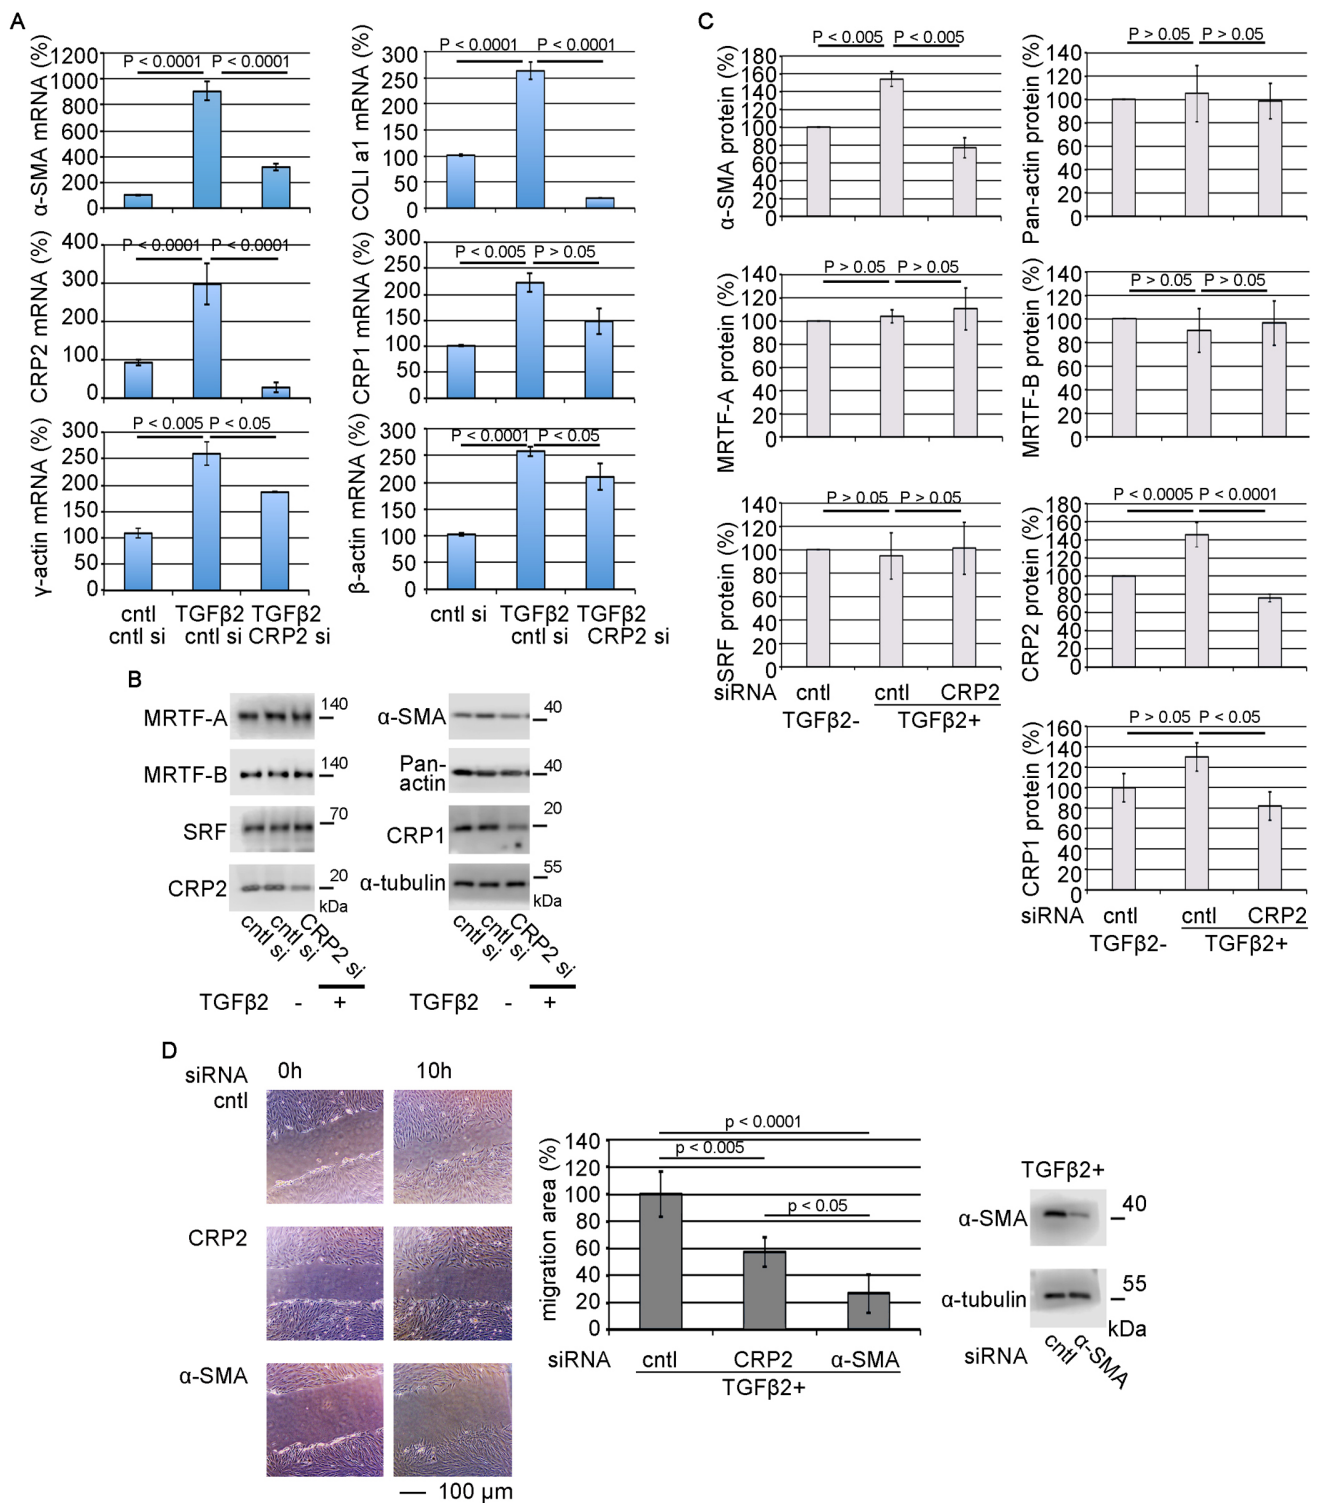 A
α-SMA mRNA (%)
1200
1000
800
600
400
200
0
P < 0.0001
P < 0.0001
COLI a1 mRNA (%)
300
250
200
150
100
50
0
P < 0.0001
P < 0.0001
CRP2 mRNA (%)
400
300
200
100
0
P < 0.0001
P < 0.0001
CRP1 mRNA (%)
300
250
200
150
100
50
0
P < 0.005
P > 0.05
γ-actin mRNA (%)
300
250
200
150
100
50
0
P < 0.005
P < 0.05
cntl
cntl si
TGFβ2
cntl si
TGFβ2
CRP2 si
β-actin mRNA (%)
300
250
200
150
100
50
0
P < 0.0001
P < 0.05
cntl si
TGFβ2
cntl si
TGFβ2
CRP2 si
B
MRTF-A
140
MRTF-B
140
SRF
70
CRP2
20
kDa
cntl si
cntl si
CRP2 si
TGFβ2 - +
α-SMA
40
Pan-
actin
40
CRP1
20
α-tubulin
55
kDa
cntl si
cntl si
CRP2 si
TGFβ2 - +
C
α-SMA protein (%)
180
160
140
120
100
80
60
40
20
0
P < 0.005
P < 0.005
Pan-actin protein (%)
140
120
100
80
60
40
20
0
P > 0.05
P > 0.05
MRTF-A protein (%)
140
120
100
80
60
40
20
0
P > 0.05
P > 0.05
MRTF-B protein (%)
140
120
100
80
60
40
20
0
P > 0.05
P > 0.05
SRF protein (%)
140
120
100
80
60
40
20
0
P > 0.05
P > 0.05
siRNA cntl cntl CRP2
TGFβ2- TGFβ2+
CRP2 protein (%)
180
160
140
120
100
80
60
40
20
0
P < 0.0005
P < 0.0001
CRP1 protein (%)
160
140
120
100
80
60
40
20
0
P > 0.05
P < 0.05
siRNA cntl cntl CRP2
TGFβ2- TGFβ2+
D
siRNA 0h 10h
cntl
CRP2
α-SMA
100 µm
migration area (%)
140
120
100
80
60
40
20
0
p < 0.0001
p < 0.005
p < 0.05
siRNA cntl CRP2 α-SMA
TGFβ2+
TGFβ2+
α-SMA
40
α-tubulin
55
kDa
siRNA cntl α-SMA